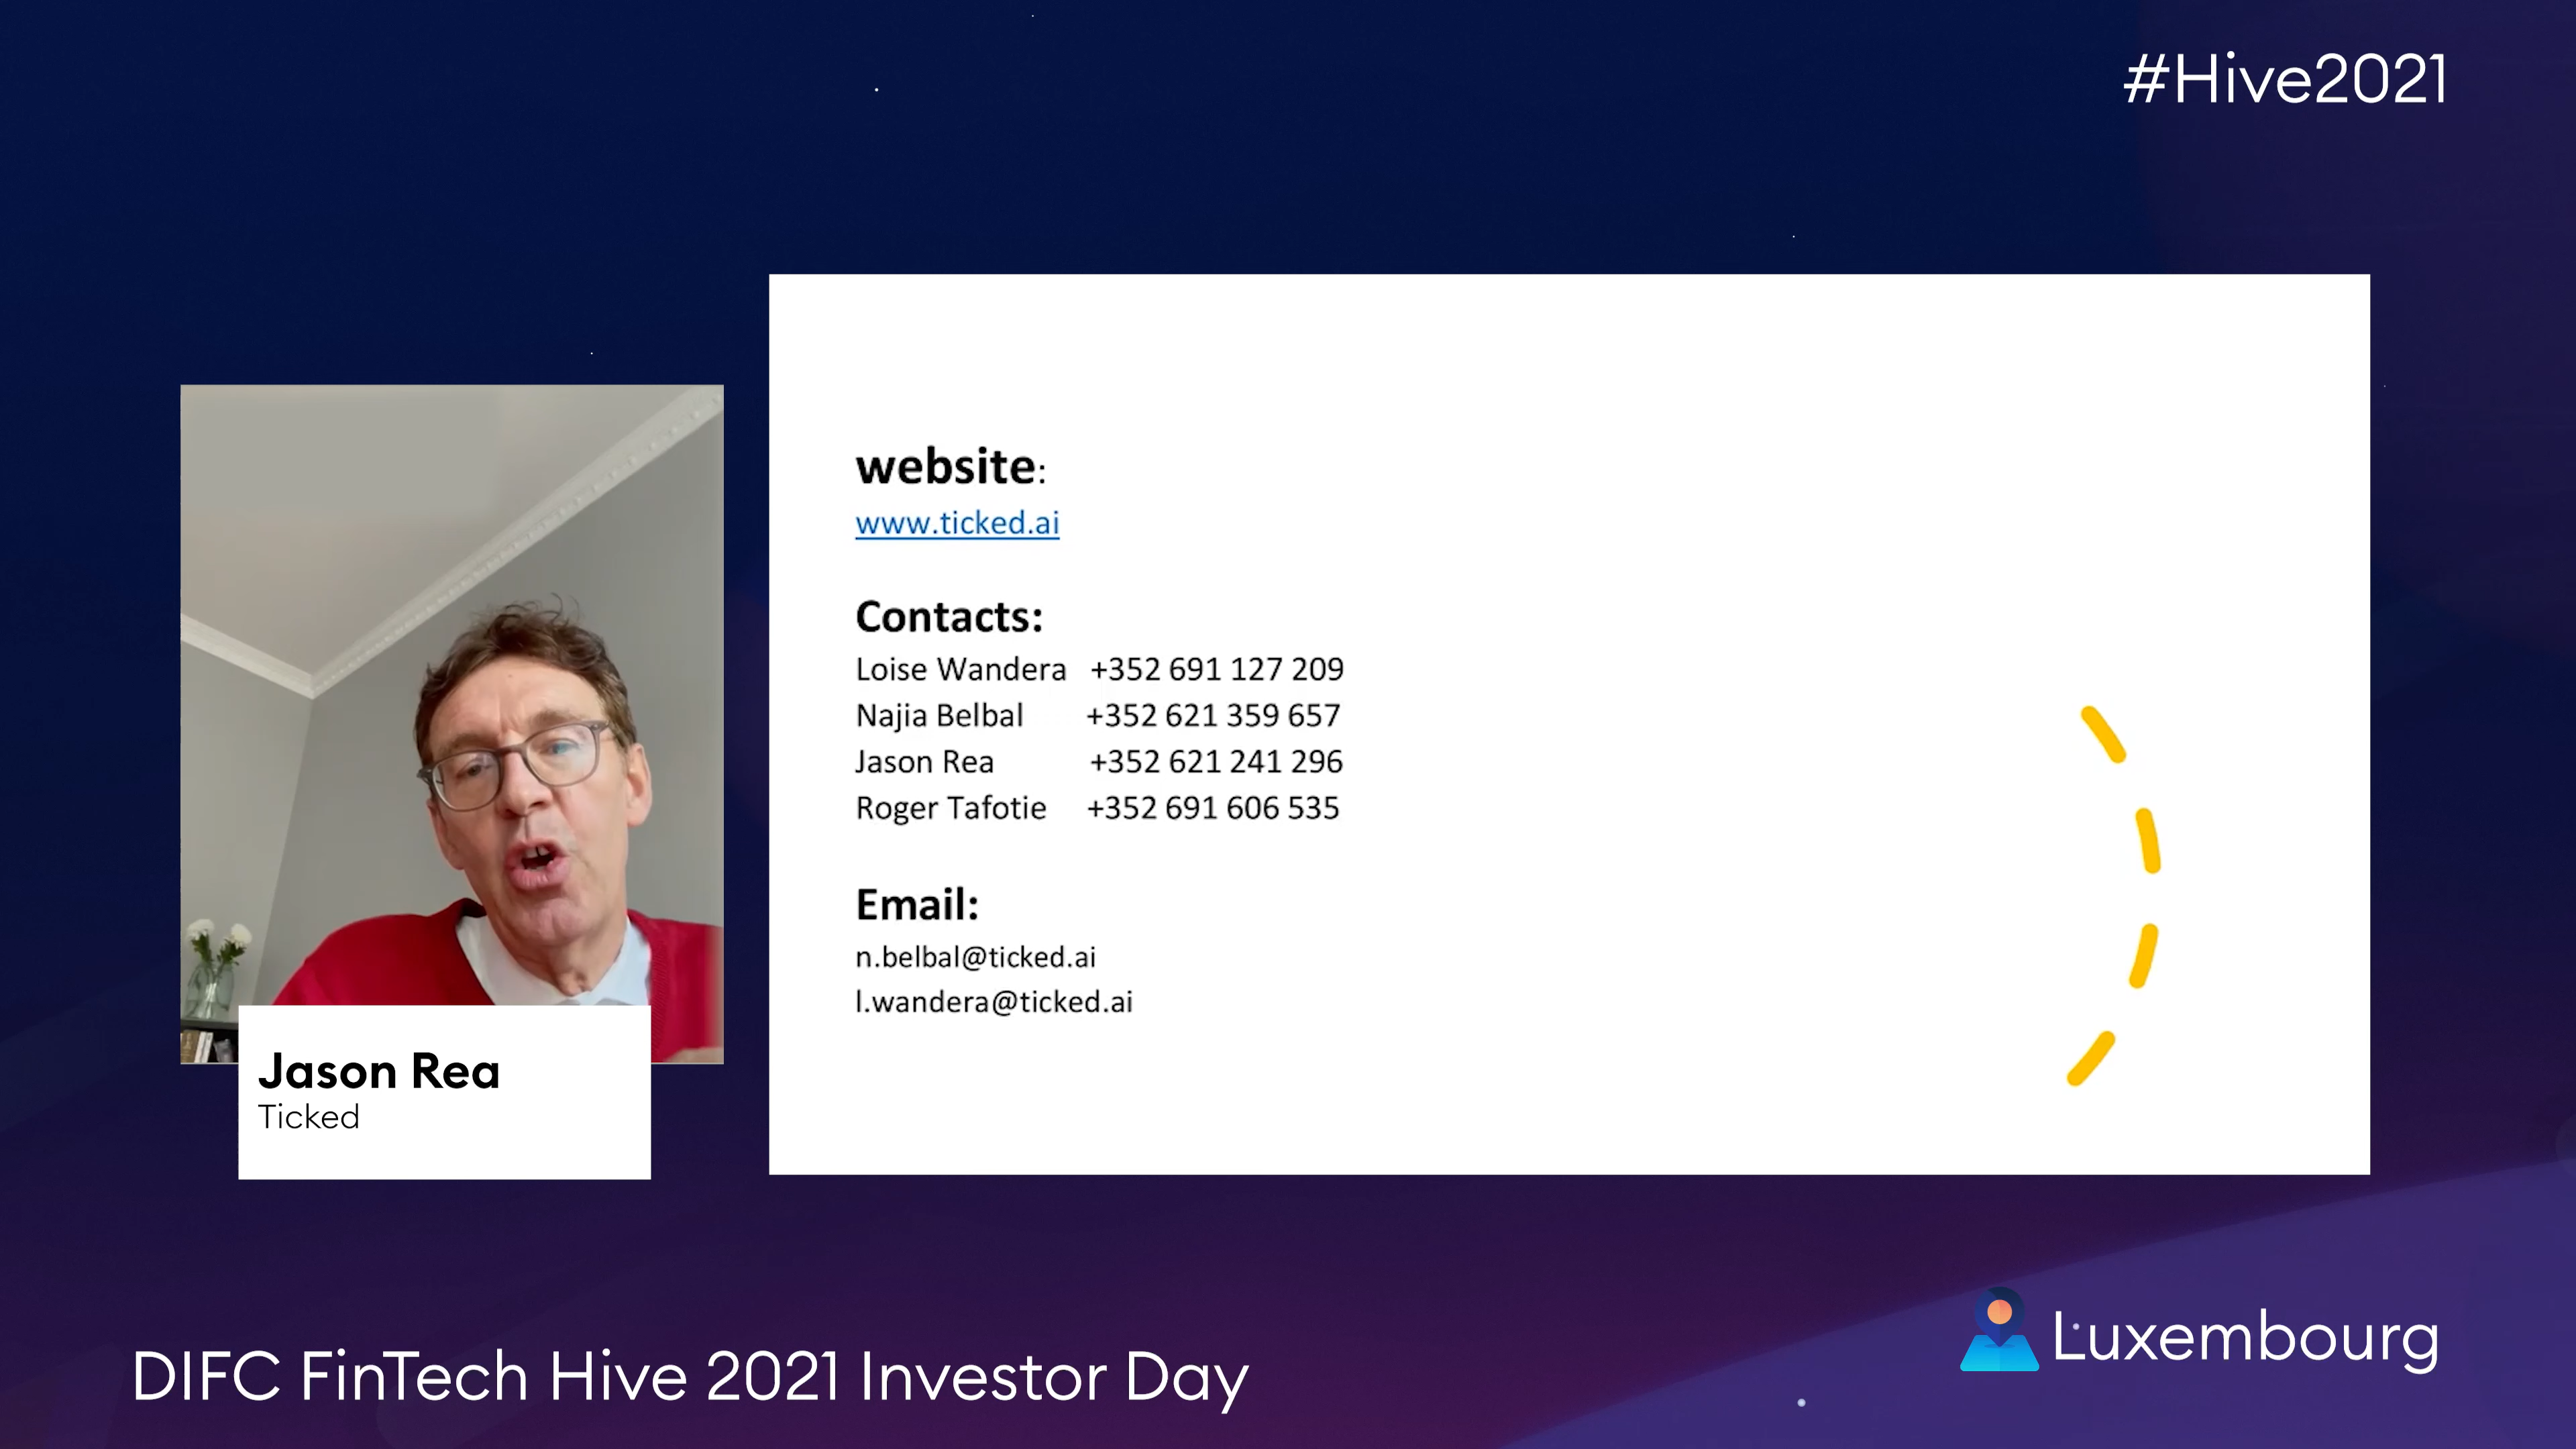 #Hive2021
website:
www.ticked.ai
Contacts:
Loise Wandera +352 691 127 209
Najia Belbal +352 621 359 657
Jason Rea +352 621 241 296
Roger Tafotie +352 691 606 535
Email:
n.belbal@ticked.ai
l.wandera@ticked.ai
Jason Rea
Ticked
DIFC FinTech Hive 2021 Investor Day
Luxembourg